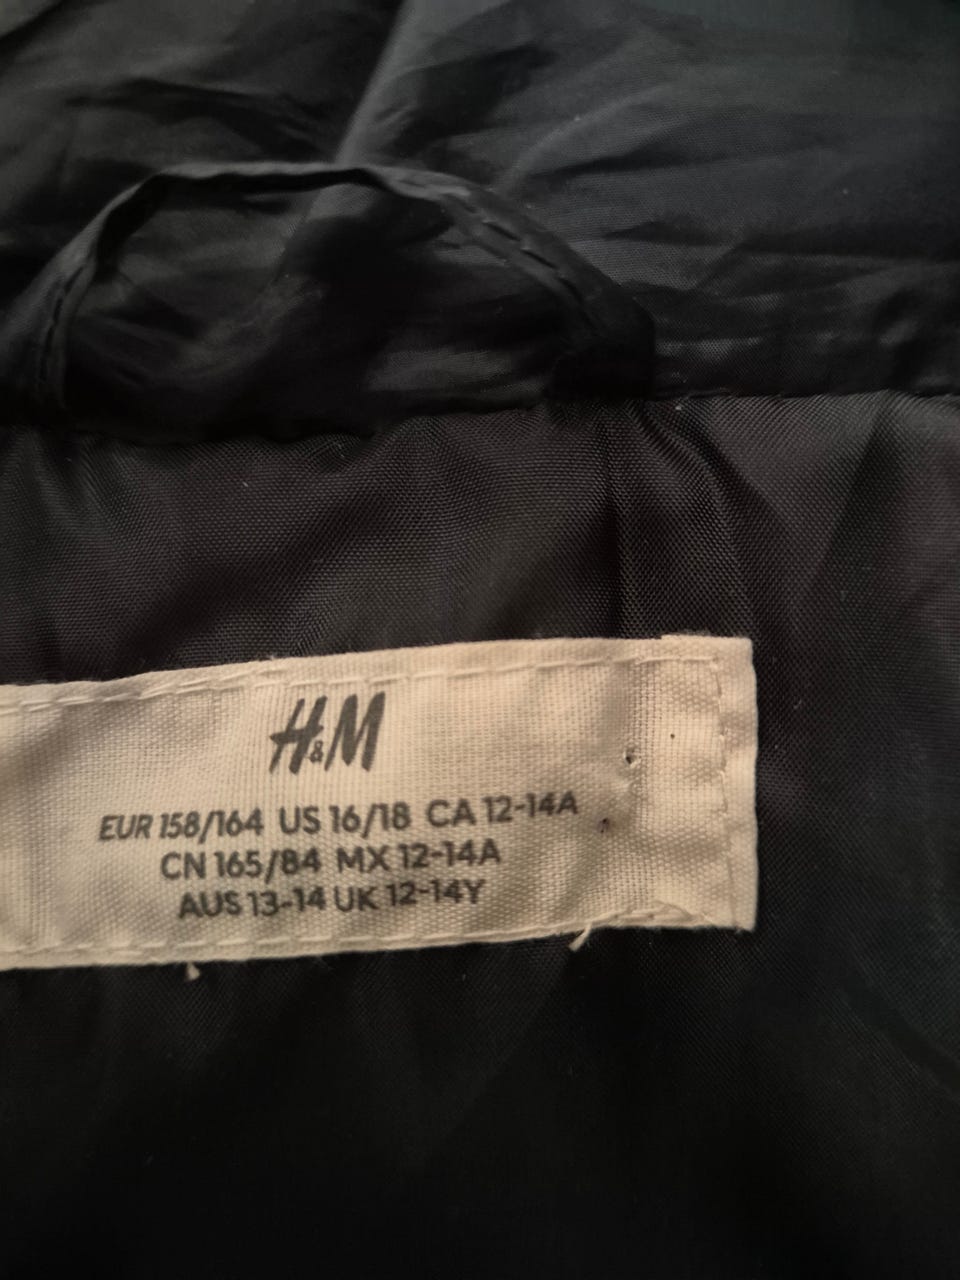 H&M
EUR 158/164 US 16/18 CA 12-14A
CN 165/84 MX 12-14A
AUS 13-14 UK 12-14Y